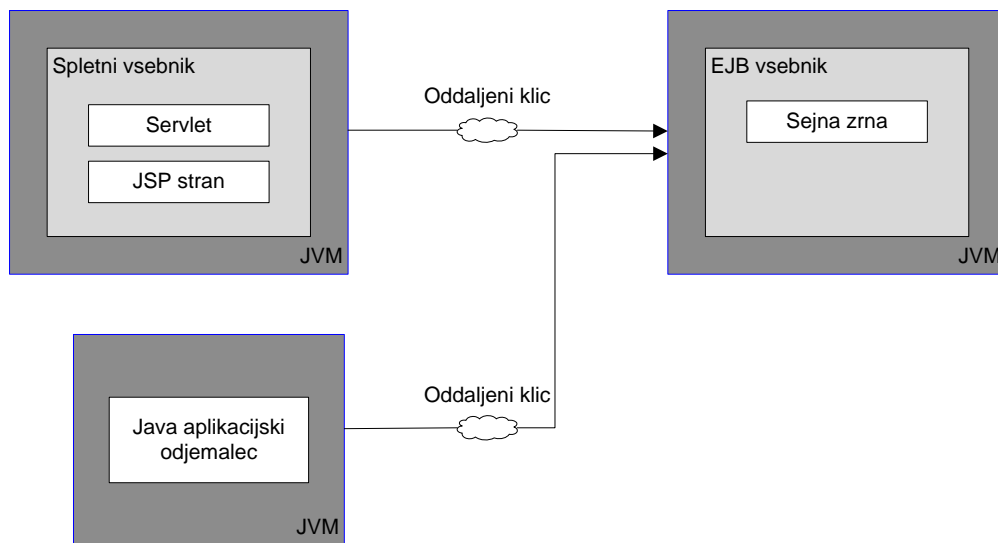 Spletni vsebnik
Servlet
JSP stran
JVM
Oddaljeni klic
EJB vsebnik
Sejna zrna
JVM
Java aplikacijski
odjemalec
JVM
Oddaljeni klic